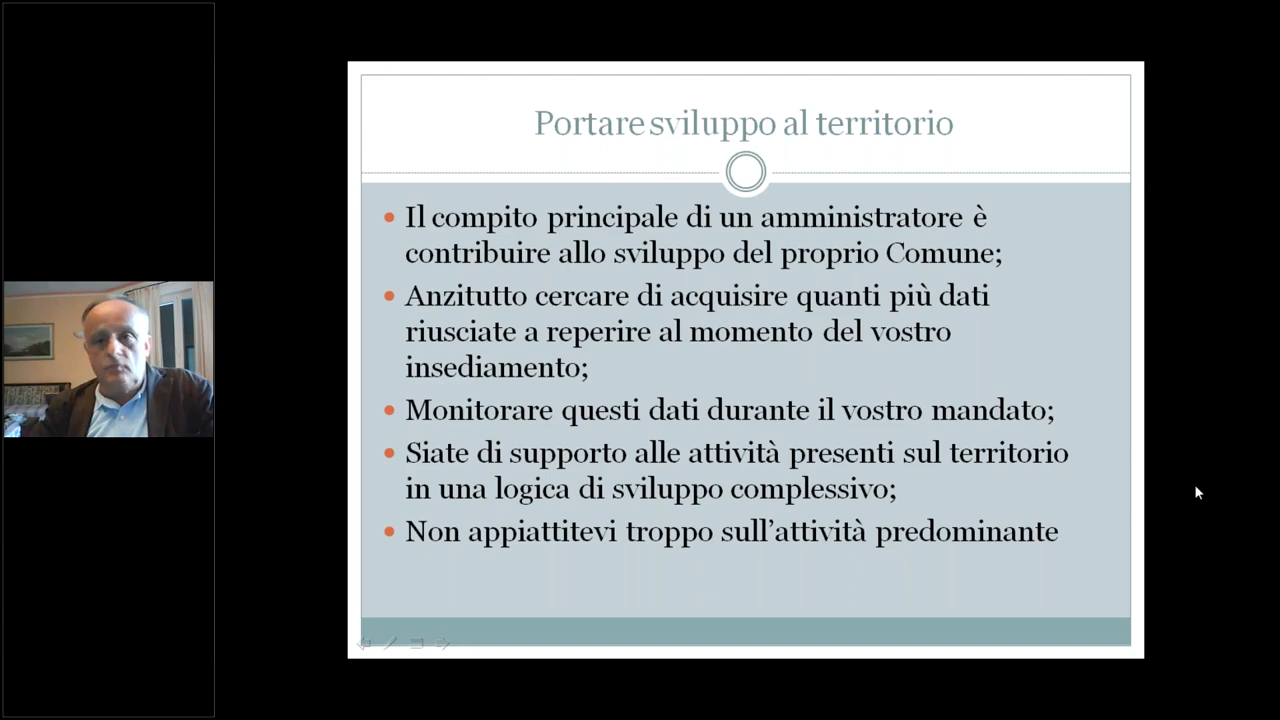 Portare sviluppo al territorio
Il compito principale di un amministratore è
contribuire allo sviluppo del proprio Comune;
Anzitutto cercare di acquisire quanti più dati
riusciate a reperire al momento del vostro
insediamento;
Monitorare questi dati durante il vostro mandato;
Siate di supporto alle attività presenti sul territorio
in una logica di sviluppo complessivo;
Non appiattitevi troppo sull'attività predominante